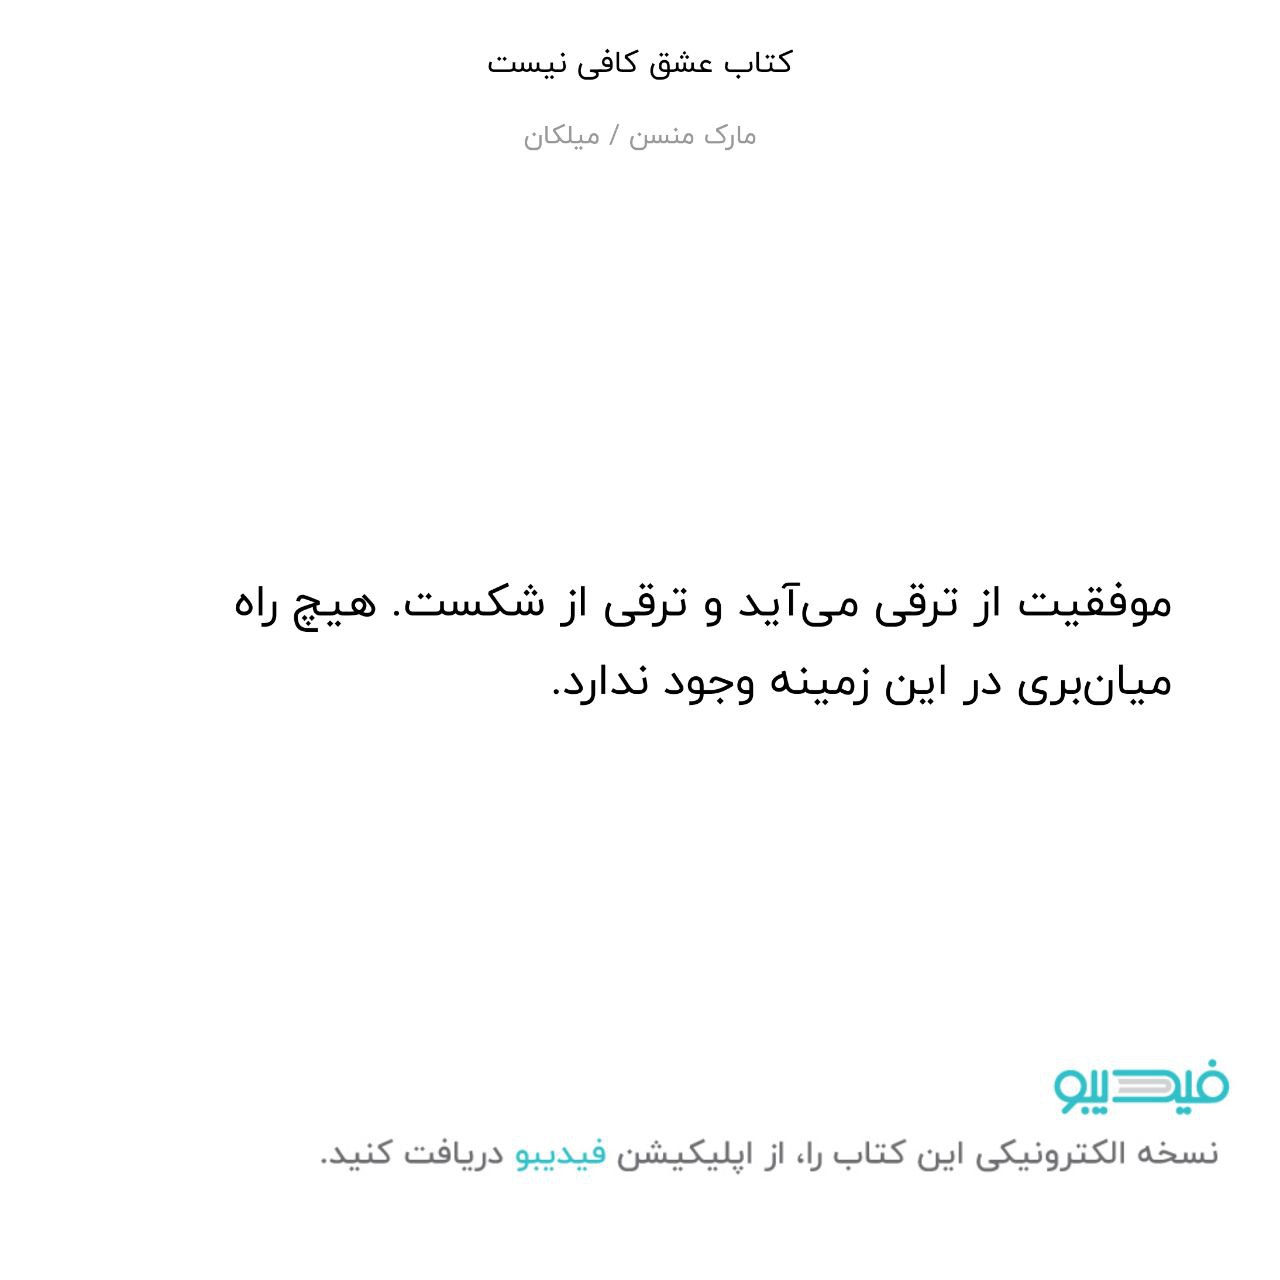 کتاب عشق کافی نیست
مارک منسن / میلکان
موفقیت از ترقی می‌آید و ترقی از شکست. هیچ راه
میان‌بری در این زمینه وجود ندارد.
فیدیبو
نسخه الکترونیکی این کتاب را، از اپلیکیشن فیدیبو دریافت کنید.